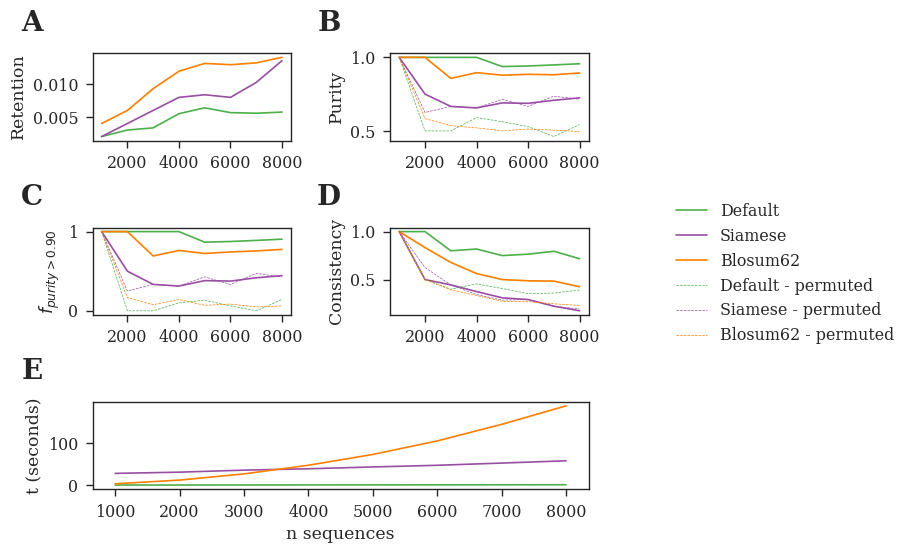 A
B
Retention
0.010
0.005
2000 4000 6000 8000
Purity
1.0
0.5
2000 4000 6000 8000
C
D
f purity > 0.90
1
0
2000 4000 6000 8000
Consistency
1.0
0.5
2000 4000 6000 8000
Default
Siamese
Blosum62
Default - permuted
Siamese - permuted
Blosum62 - permuted
E
t (seconds)
100
0
1000 2000 3000 4000 5000 6000 7000 8000
n sequences